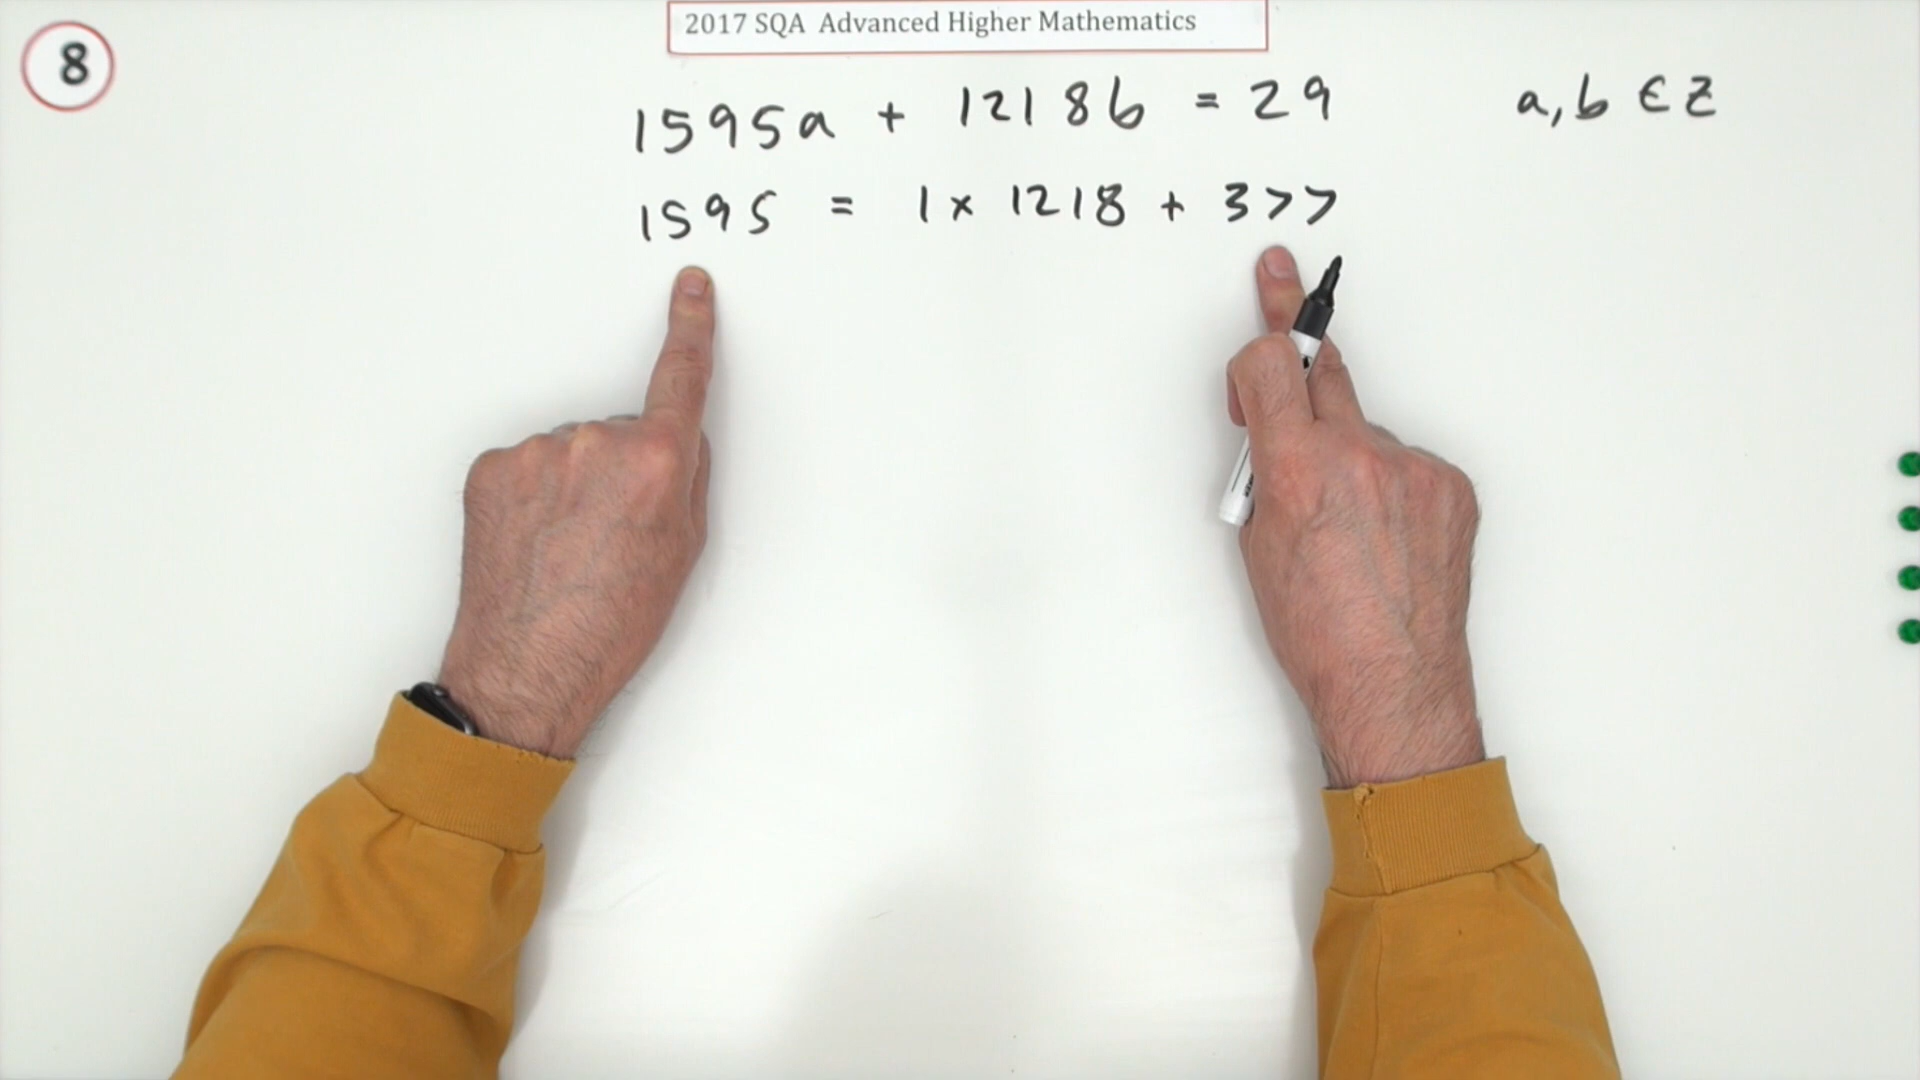 8
2017 SQA Advanced Higher Mathematics
1595a + 1218b = 29 a, b ∈ Z
1595 = 1 × 1218 + 377